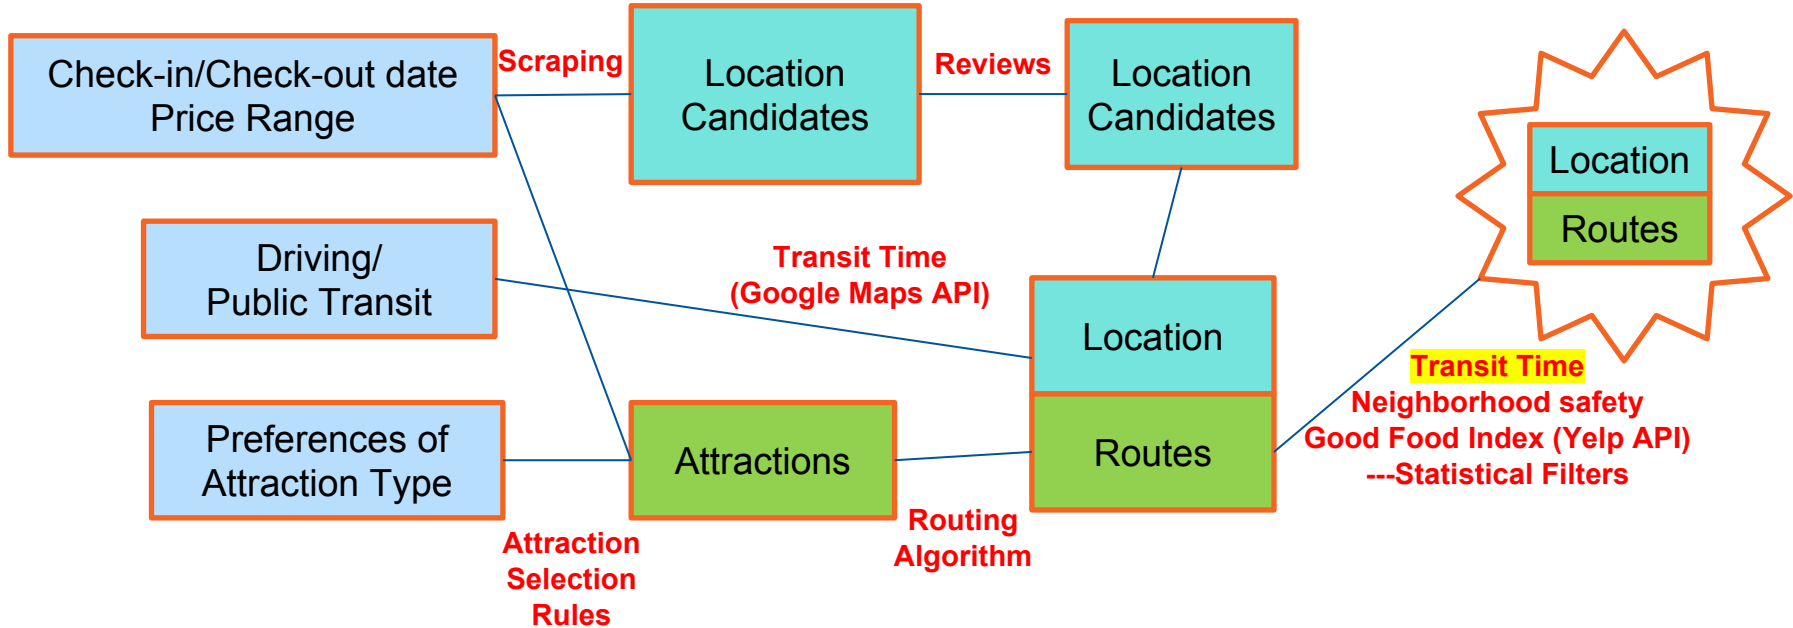 Check-in/Check-out date
Price Range
Scraping
Location
Candidates
Reviews
Location
Candidates
Location
Routes
Driving/
Public Transit
Transit Time
(Google Maps API)
Location
Routes
Preferences of
Attraction Type
Attractions
Attraction
Selection
Rules
Routing
Algorithm
Transit Time
Neighborhood safety
Good Food Index (Yelp API)
---Statistical Filters